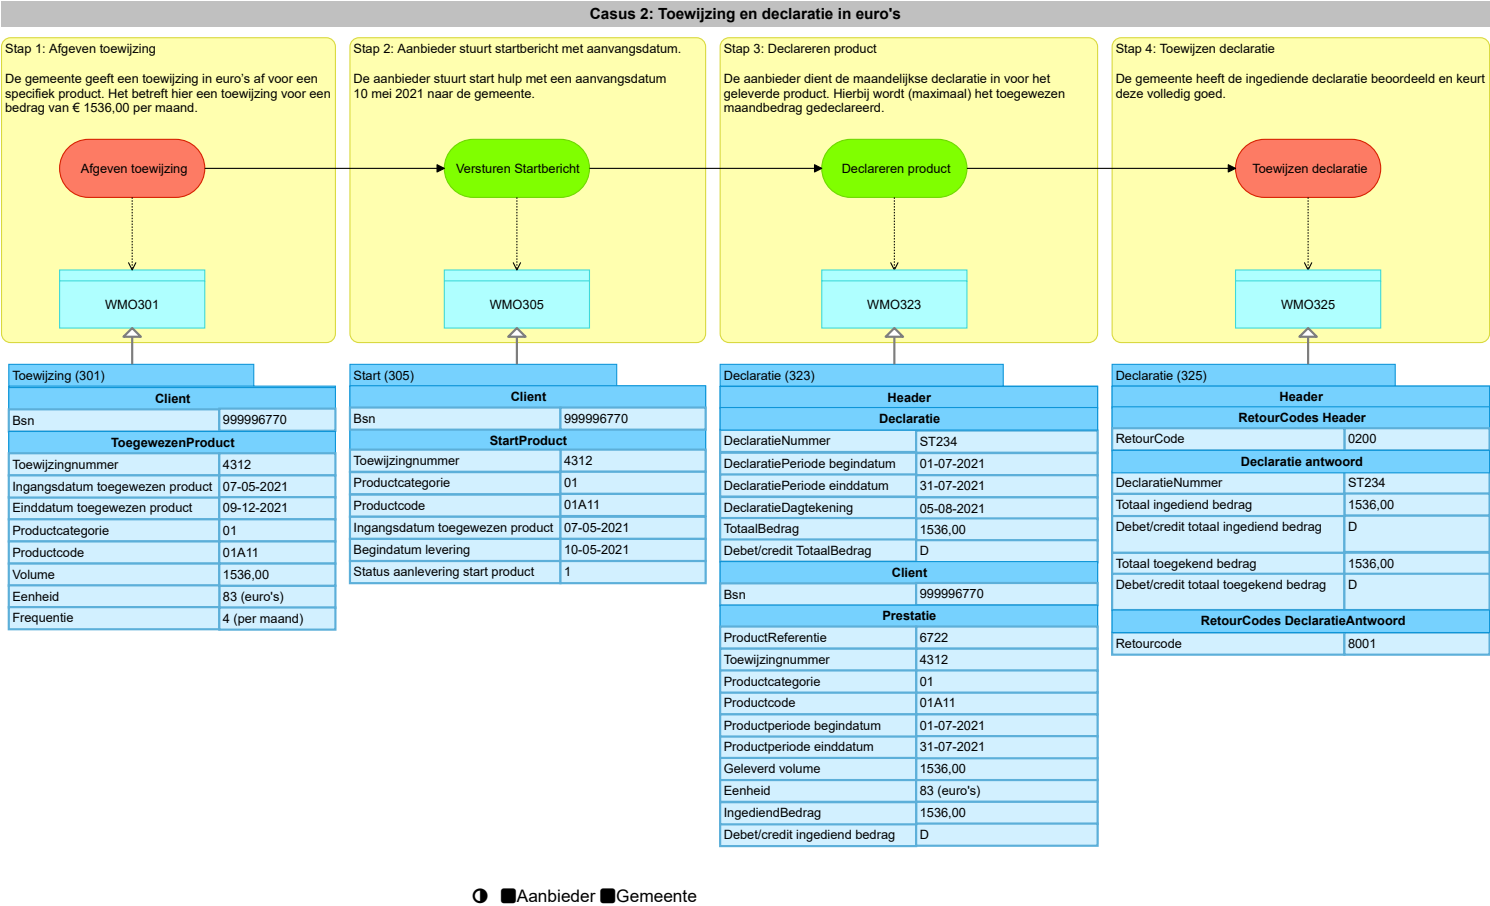 Casus 2: Toewijzing en declaratie in euro's
Stap 1: Afgeven toewijzing
De gemeente geeft een toewijzing in euro's af voor een
specifiek product. Het betreft hier een toewijzing voor een
bedrag van € 1536,00 per maand.
Afgeven toewijzing
WMO301
Stap 2: Aanbieder stuurt startbericht met aanvangsdatum.
De aanbieder stuurt start hulp met een aanvangsdatum
10 mei 2021 naar de gemeente.
Versturen Startbericht
WMO305
Stap 3: Declareren product
De aanbieder dient de maandelijkse declaratie in voor het
geleverde product. Hierbij wordt (maximaal) het toegewezen
maandbedrag gedeclareerd.
Declareren product
WMO323
Stap 4: Toewijzen declaratie
De gemeente heeft de ingediende declaratie beoordeeld en keurt
deze volledig goed.
Toewijzen declaratie
WMO325
Toewijzing (301)
Client
Bsn 999996770
ToegewezenProduct
Toewijzingnummer 4312
Ingangsdatum toegewezen product 07-05-2021
Einddatum toegewezen product 09-12-2021
Productcategorie 01
Productcode 01A11
Volume 1536,00
Eenheid 83 (euro's)
Frequentie 4 (per maand)
Start (305)
Client
Bsn 999996770
StartProduct
Toewijzingnummer 4312
Productcategorie 01
Productcode 01A11
Ingangsdatum toegewezen product 07-05-2021
Begindatum levering 10-05-2021
Status aanlevering start product 1
Declaratie (323)
Header
Declaratie
DeclaratieNummer ST234
DeclaratiePeriode begindatum 01-07-2021
DeclaratiePeriode einddatum 31-07-2021
DeclaratieDagtekening 05-08-2021
TotaalBedrag 1536,00
Debet/credit TotaalBedrag D
Client
Bsn 999996770
Prestatie
ProductReferentie 6722
Toewijzingnummer 4312
Productcategorie 01
Productcode 01A11
Productperiode begindatum 01-07-2021
Productperiode einddatum 31-07-2021
Geleverd volume 1536,00
Eenheid 83 (euro's)
IngediendBedrag 1536,00
Debet/credit ingediend bedrag D
Declaratie (325)
Header
RetourCodes Header
RetourCode 0200
Declaratie antwoord
DeclaratieNummer ST234
Totaal ingediend bedrag 1536,00
Debet/credit totaal ingediend bedrag D
Totaal toegekend bedrag 1536,00
Debet/credit totaal toegekend bedrag D
RetourCodes DeclaratieAntwoord
Retourcode 8001
Aanbieder Gemeente